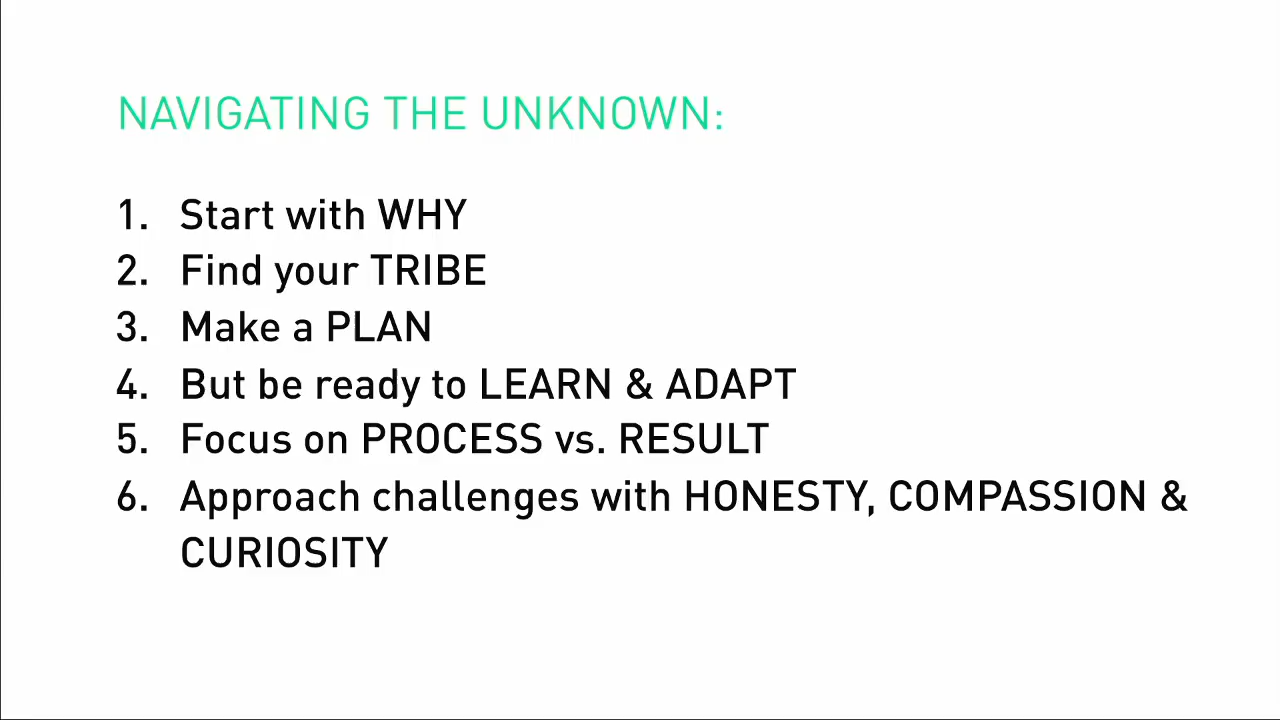 NAVIGATING THE UNKNOWN:
1. Start with WHY
2. Find your TRIBE
3. Make a PLAN
4. But be ready to LEARN & ADAPT
5. Focus on PROCESS vs. RESULT
6. Approach challenges with HONESTY, COMPASSION &
CURIOSITY